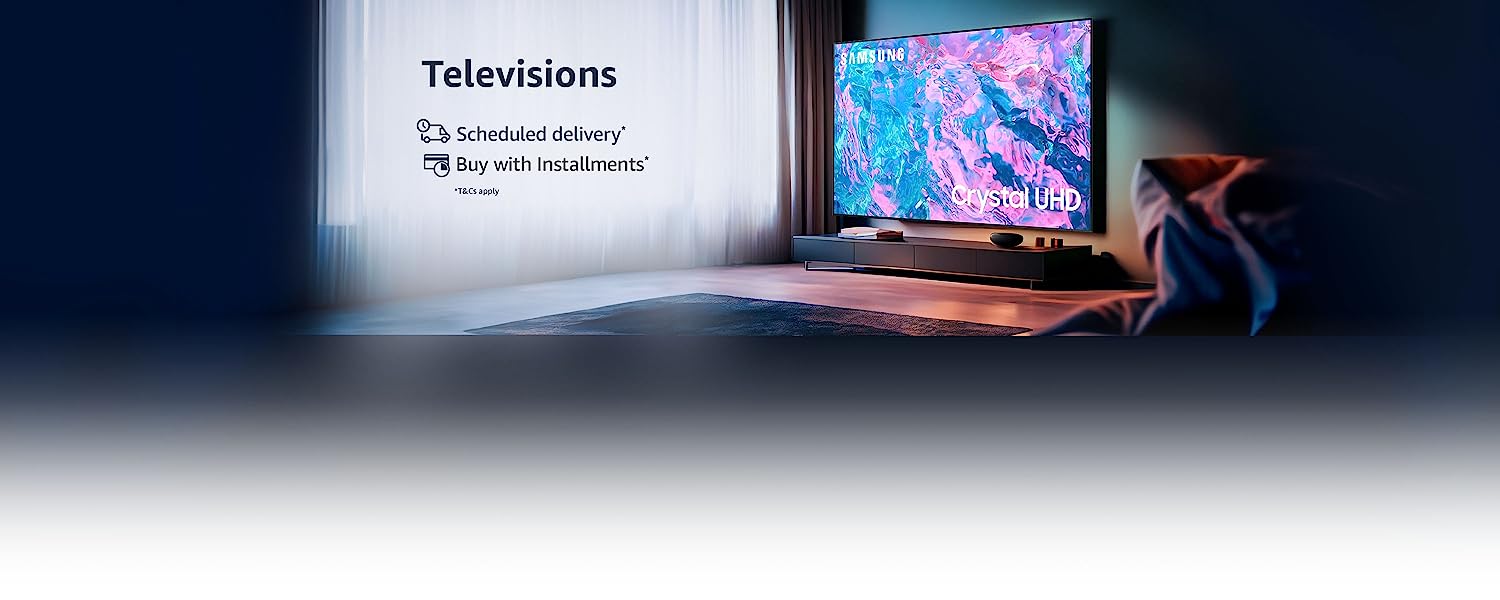 Televisions
Scheduled delivery*
Buy with Installments*
*T&Cs apply
SAMSUNG
Crystal UHD